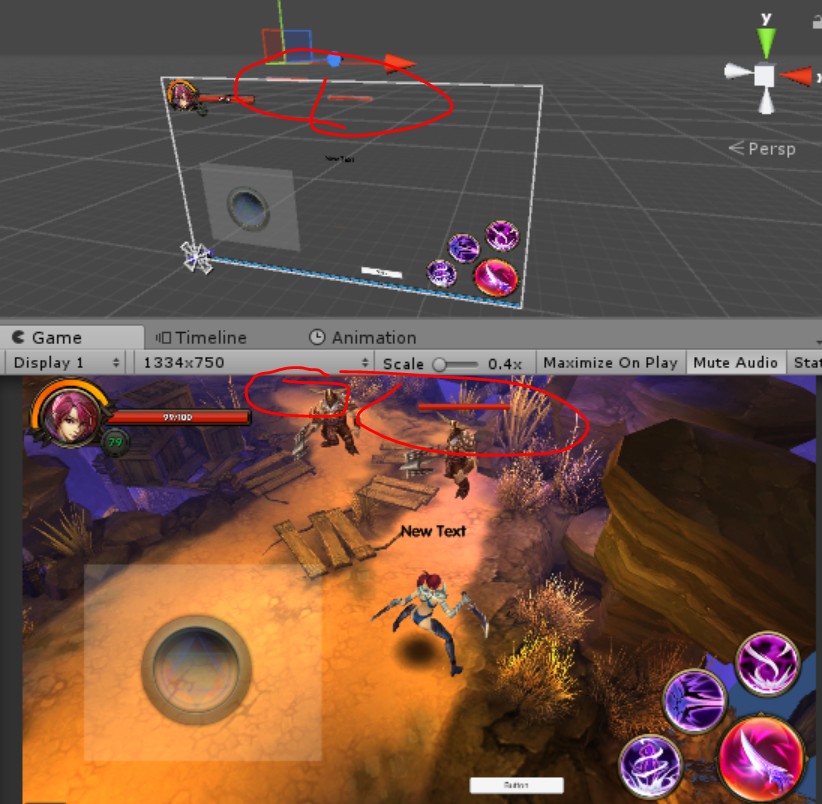 y
x
Persp
New Text
Game
Timeline
Animation
Display 1
1334x750
Scale
0.4x
Maximize On Play
Mute Audio
Stat
99/100
79
New Text
Button